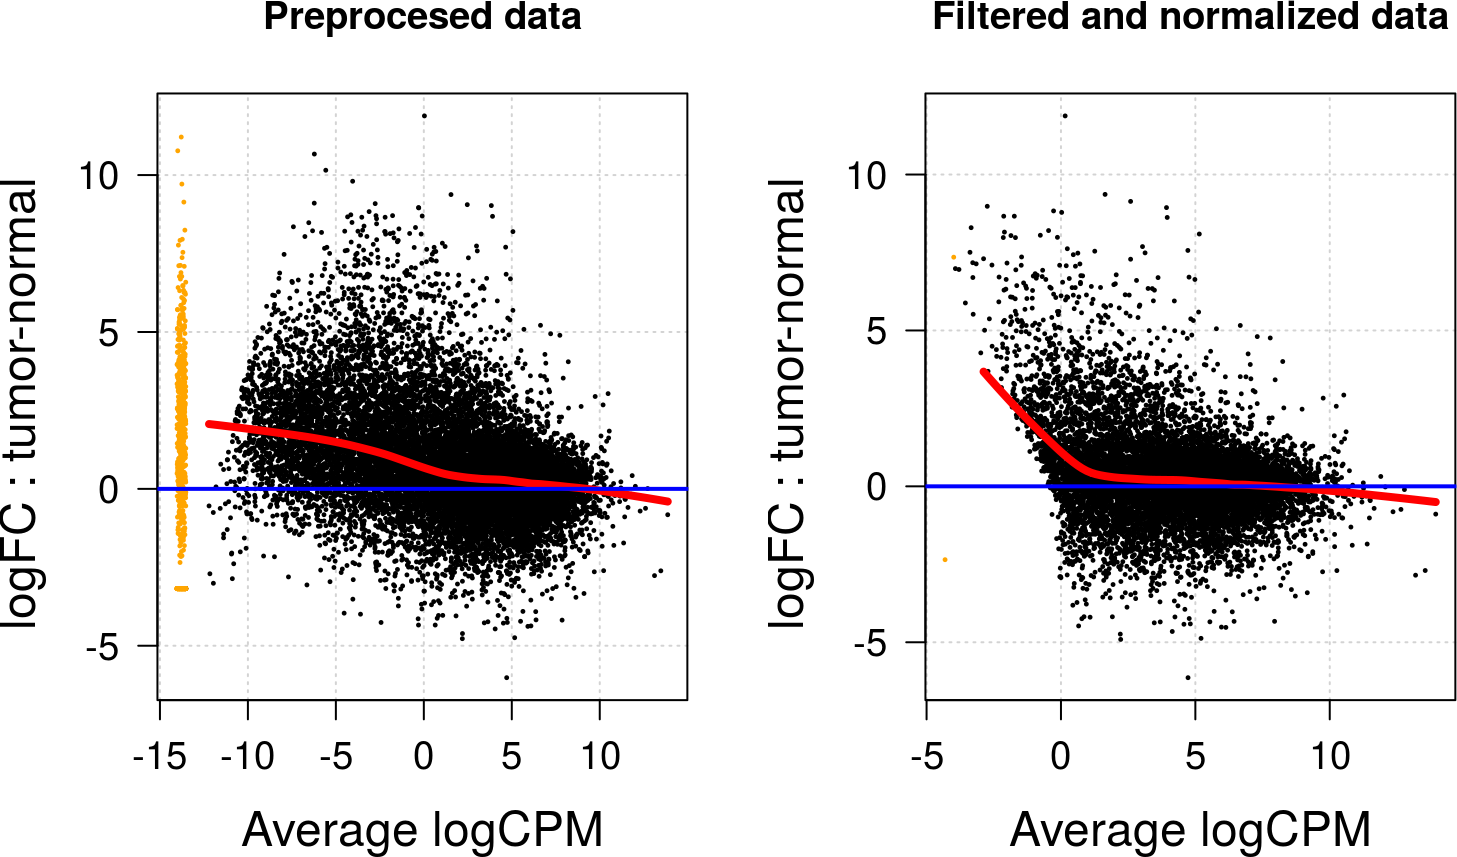 Preprocesed data
Filtered and normalized data
logFC : tumor-normal
10
5
0
-5
-15 -10 -5 0 5 10
Average logCPM
logFC : tumor-normal
10
5
0
-5
-5 0 5 10
Average logCPM